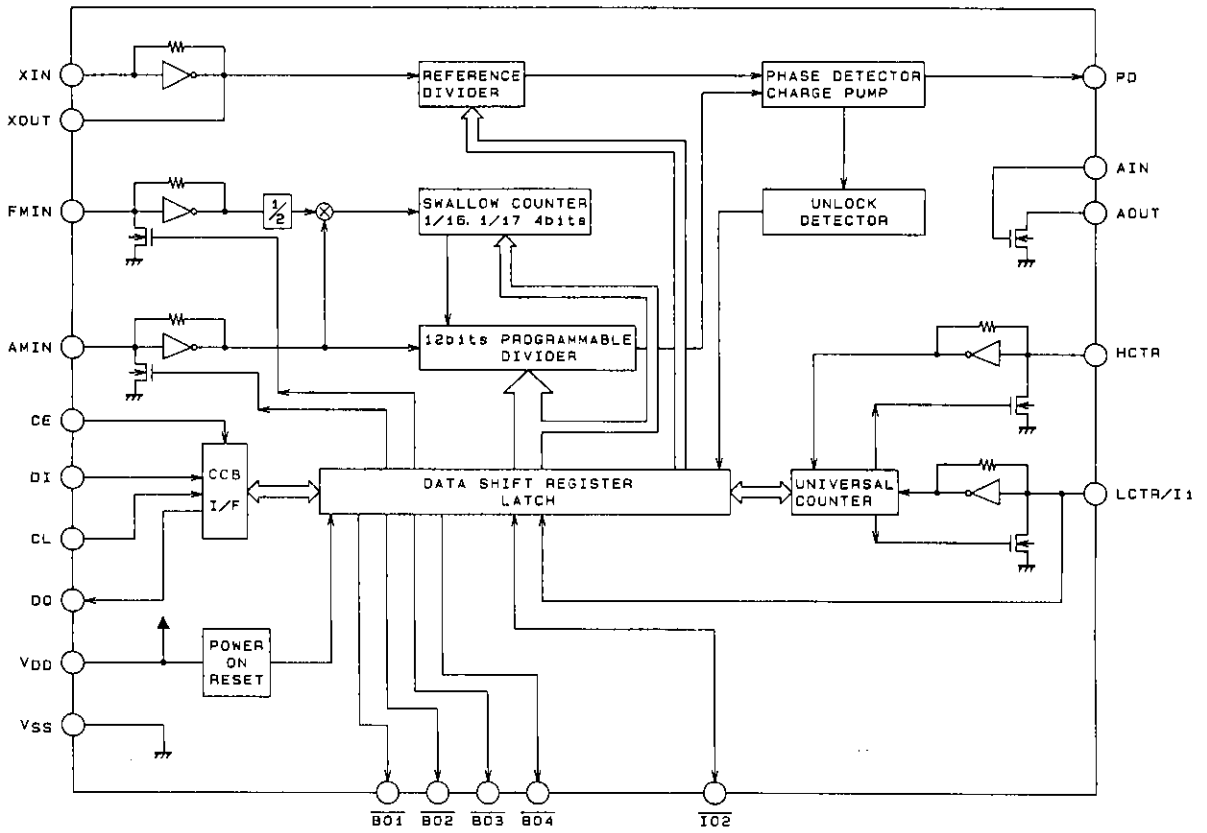 XIN
REFERENCE
DIVIDER
PHASE DETECTOR
CHARGE PUMP
PD
XOUT
AIN
FMIN
1/2
SWALLOW COUNTER
1/16, 1/17 4bits
UNLOCK
DETECTOR
AOUT
AMIN
12bits PROGRAMMABLE
DIVIDER
HCTR
CE
DI
CCB
I/F
DATA SHIFT REGISTER
LATCH
UNIVERSAL
COUNTER
LCTR/I1
CL
DO
VDD
POWER
ON
RESET
VSS
BO1
BO2
BO3
BO4
IO2